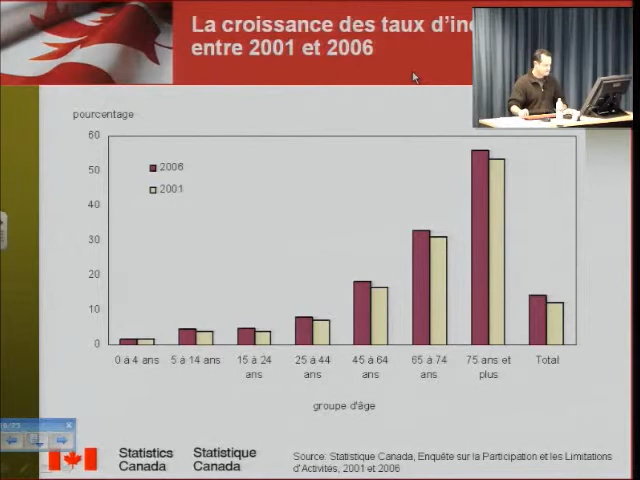 La croissance des taux d'inc
entre 2001 et 2006
pourcentage
60
50
40
30
20
10
0
2006
2001
0 à 4 ans
5 à 14 ans
15 à 24 ans
25 à 44 ans
45 à 64 ans
65 à 74 ans
75 ans et plus
Total
groupe d'âge
Statistics Canada
Statistique Canada
Source: Statistique Canada, Enquête sur la Participation et les Limitations
d'Activités, 2001 et 2006